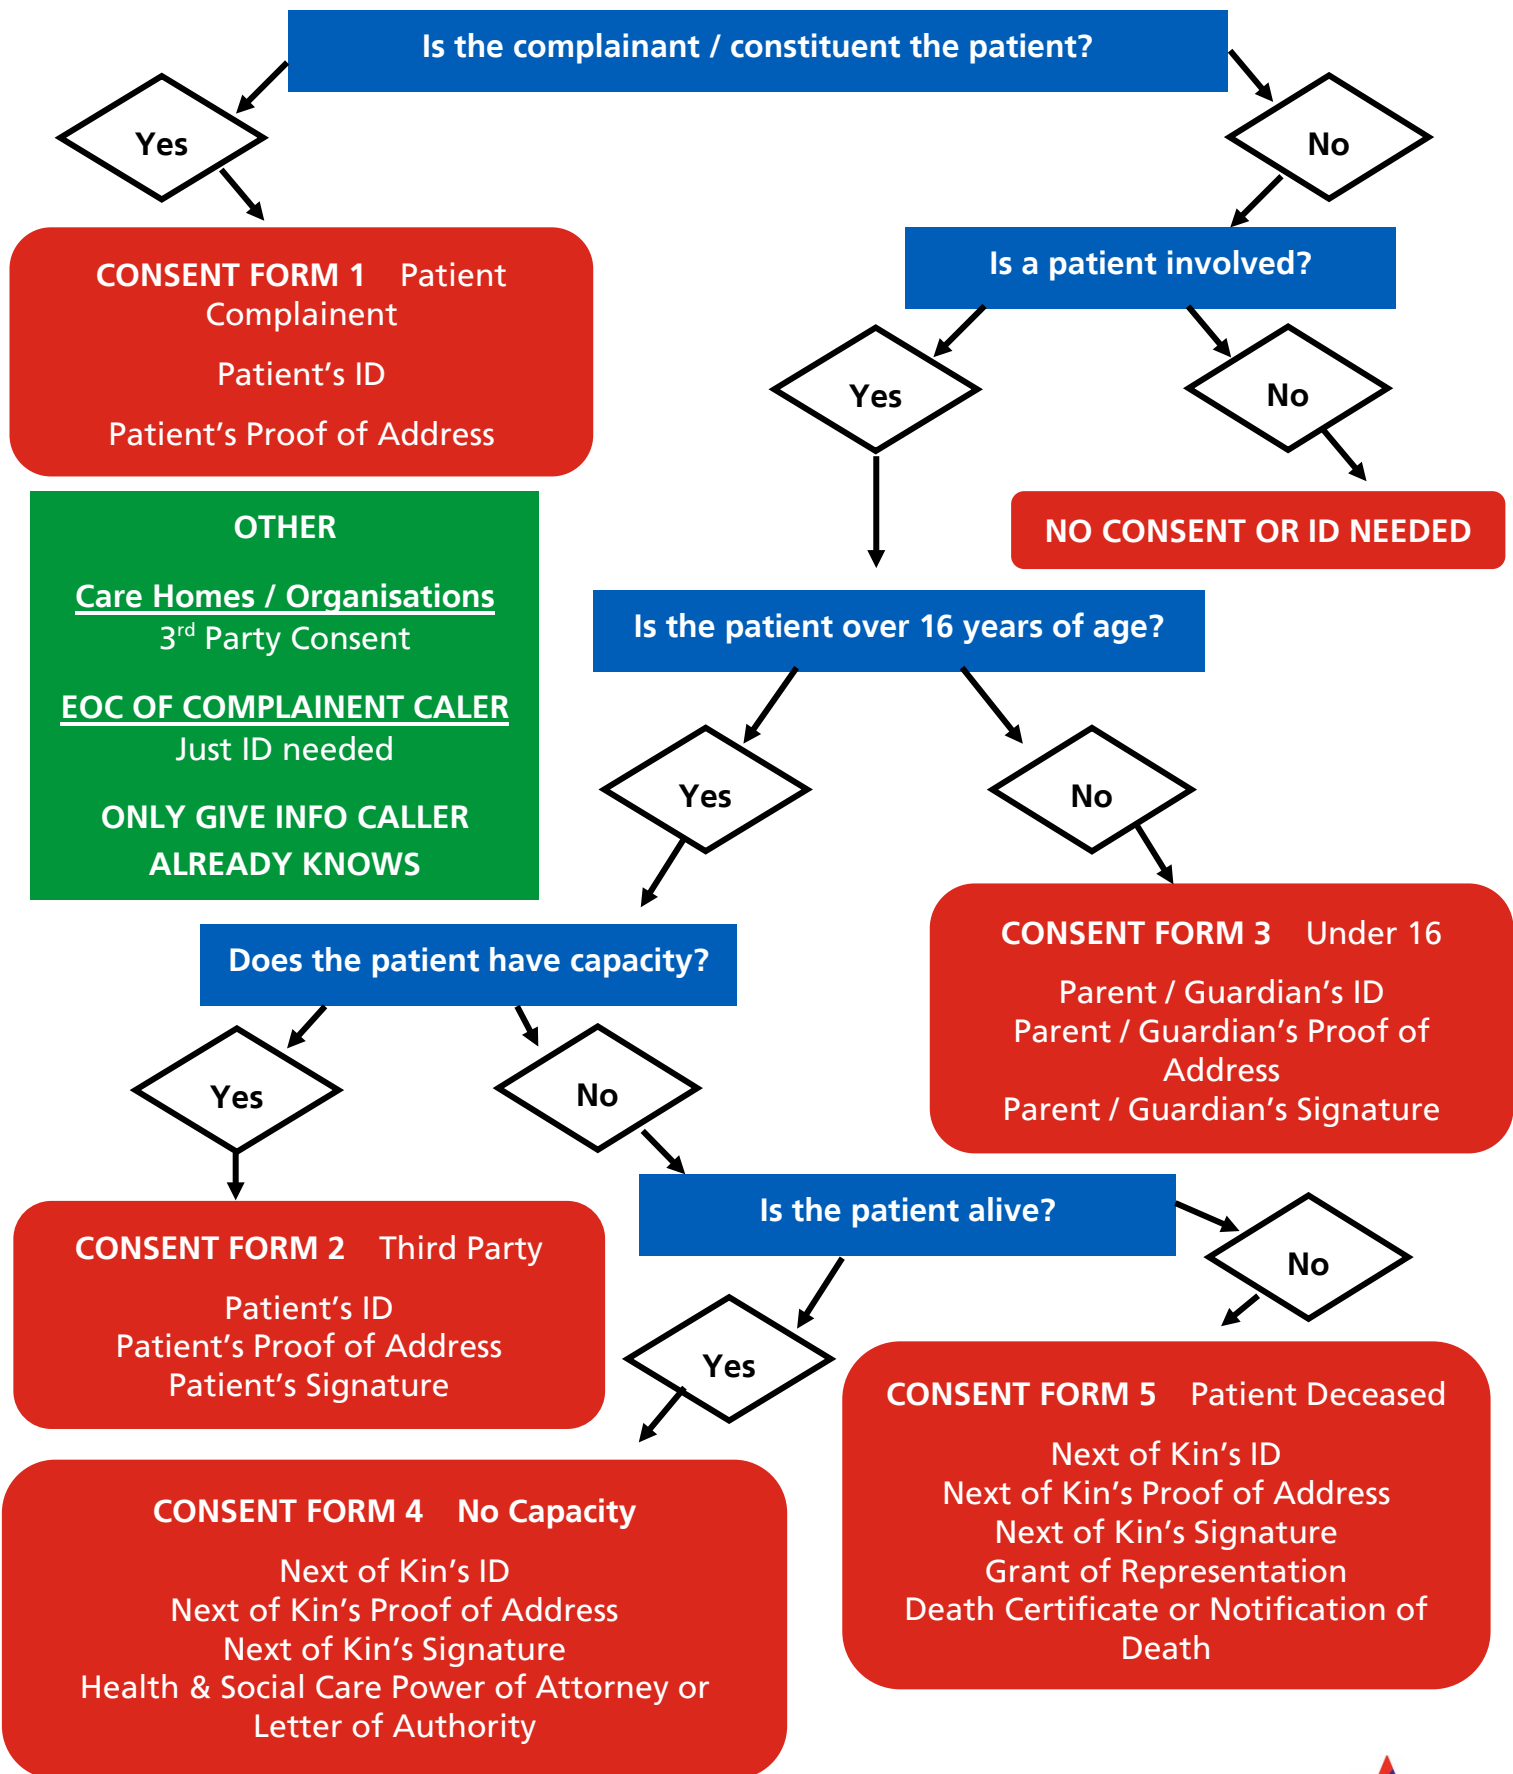 Is the complainant / constituent the patient?
Yes
No
CONSENT FORM 1 Patient
Complainent
Patient’s ID
Patient’s Proof of Address
Is a patient involved?
Yes
No
NO CONSENT OR ID NEEDED
OTHER
Care Homes / Organisations
3rd Party Consent
EOC OF COMPLAINENT CALER
Just ID needed
ONLY GIVE INFO CALLER
ALREADY KNOWS
Is the patient over 16 years of age?
Yes
No
Does the patient have capacity?
CONSENT FORM 3 Under 16
Parent / Guardian’s ID
Parent / Guardian’s Proof of
Address
Parent / Guardian’s Signature
Yes
No
Is the patient alive?
No
Yes
CONSENT FORM 2 Third Party
Patient’s ID
Patient’s Proof of Address
Patient’s Signature
CONSENT FORM 5 Patient Deceased
Next of Kin’s ID
Next of Kin’s Proof of Address
Next of Kin’s Signature
Grant of Representation
Death Certificate or Notification of
Death
CONSENT FORM 4 No Capacity
Next of Kin’s ID
Next of Kin’s Proof of Address
Next of Kin’s Signature
Health & Social Care Power of Attorney or
Letter of Authority